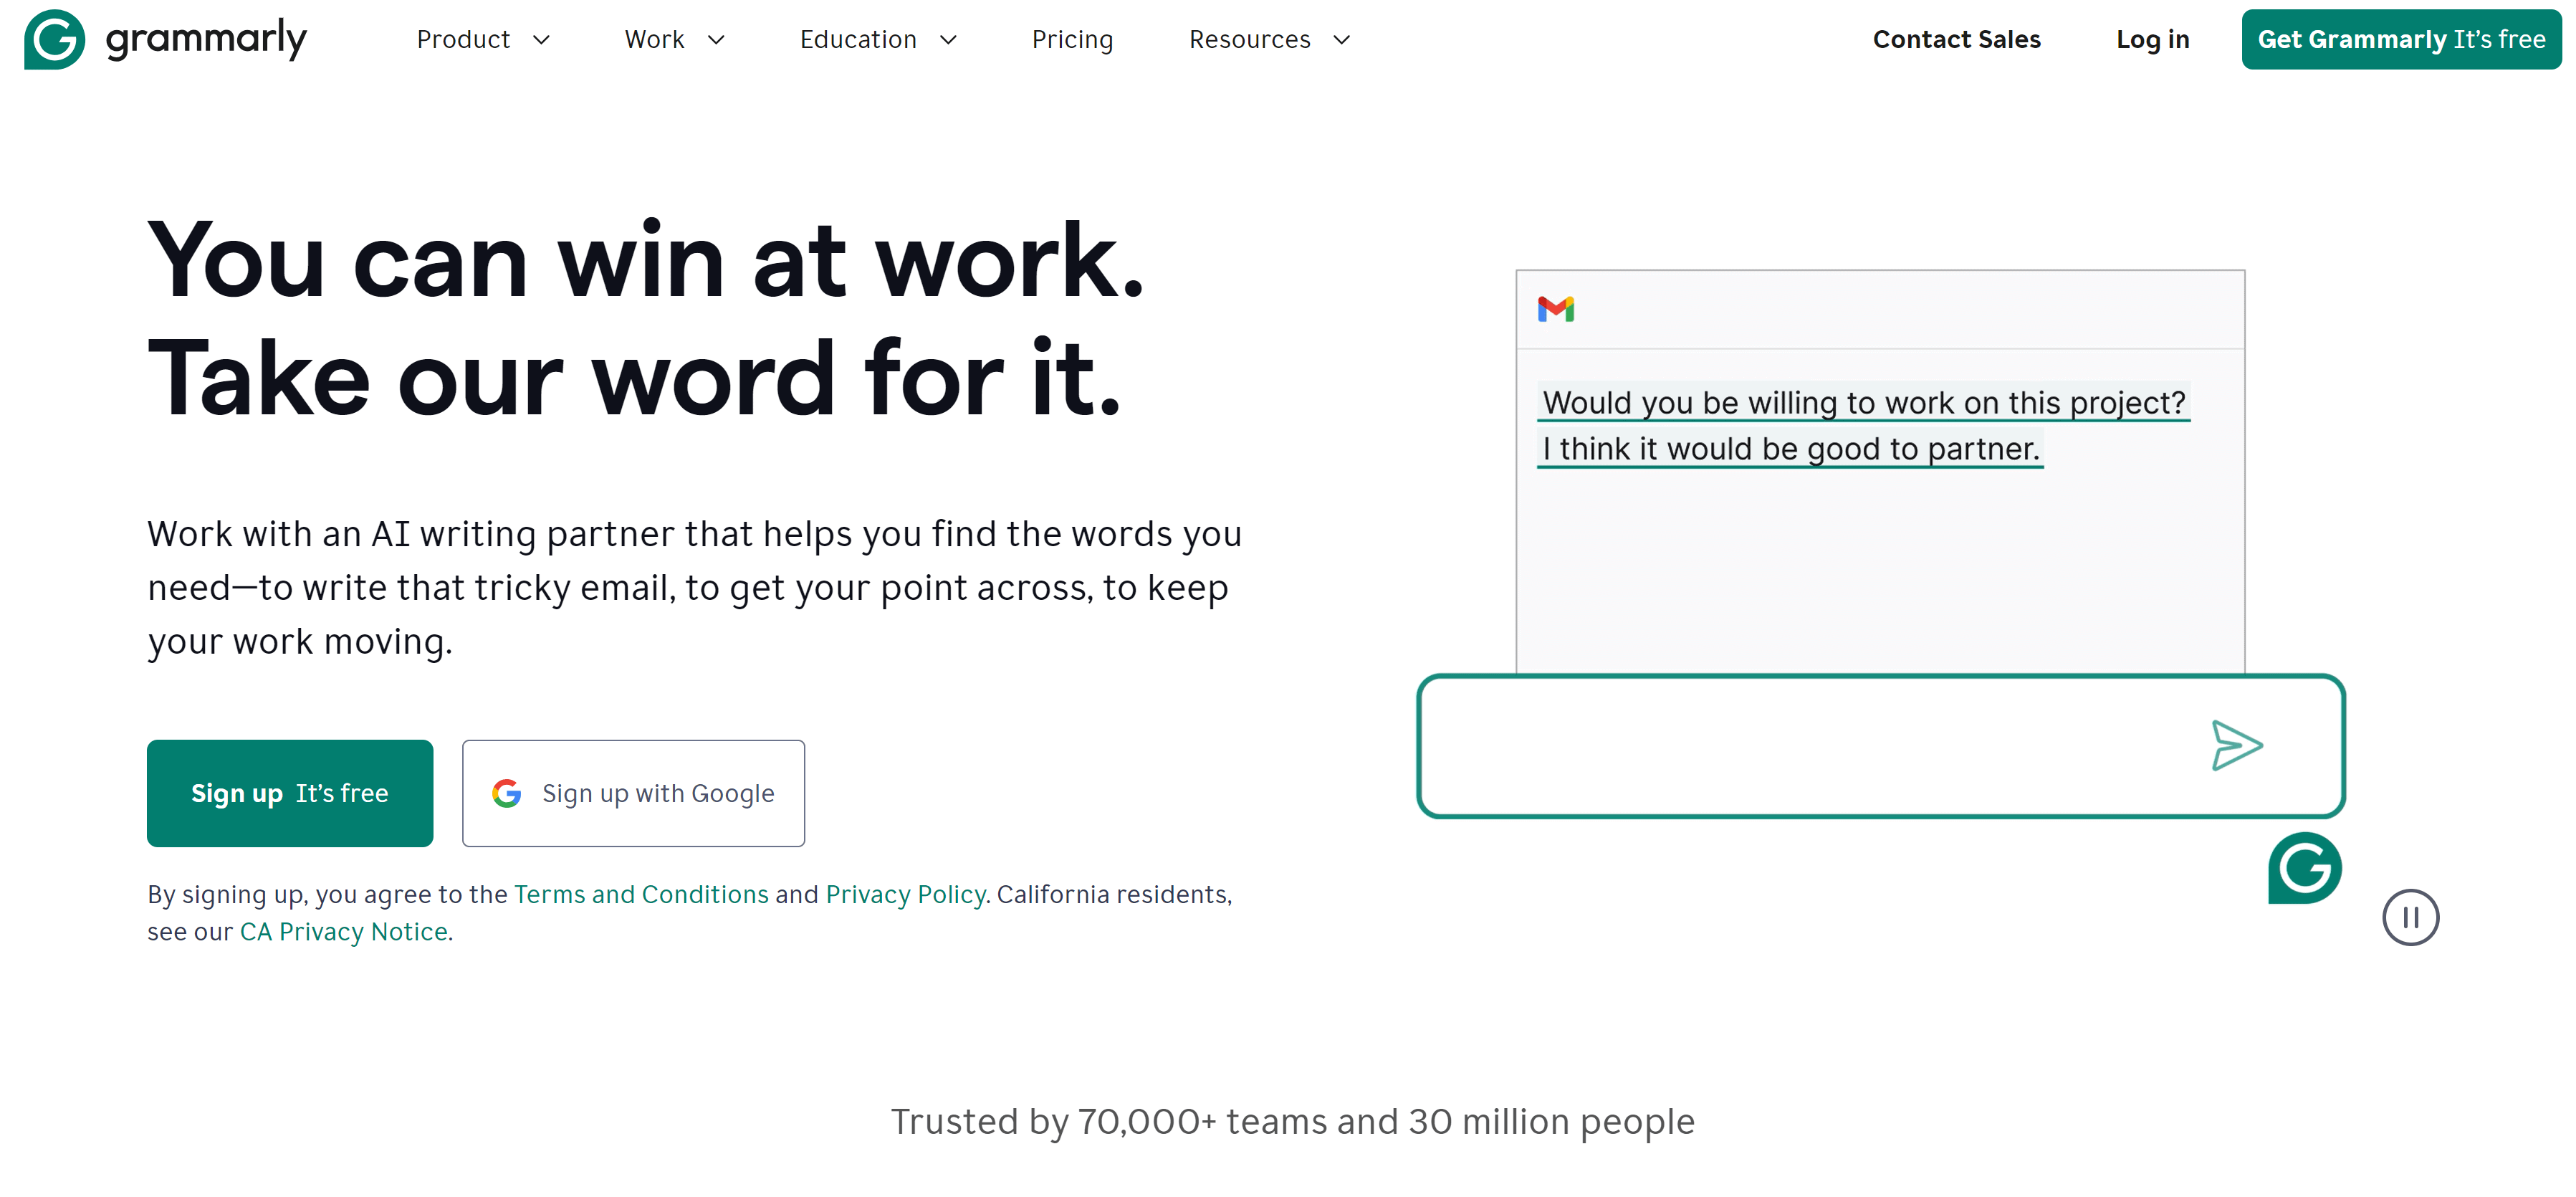 grammarly
Product
Work
Education
Pricing
Resources
Contact Sales
Log in
Get Grammarly It's free
You can win at work.
Take our word for it.
Work with an AI writing partner that helps you find the words you
need—to write that tricky email, to get your point across, to keep
your work moving.
Sign up It's free
Sign up with Google
By signing up, you agree to the Terms and Conditions and Privacy Policy. California residents,
see our CA Privacy Notice.
Would you be willing to work on this project?
I think it would be good to partner.
Trusted by 70,000+ teams and 30 million people